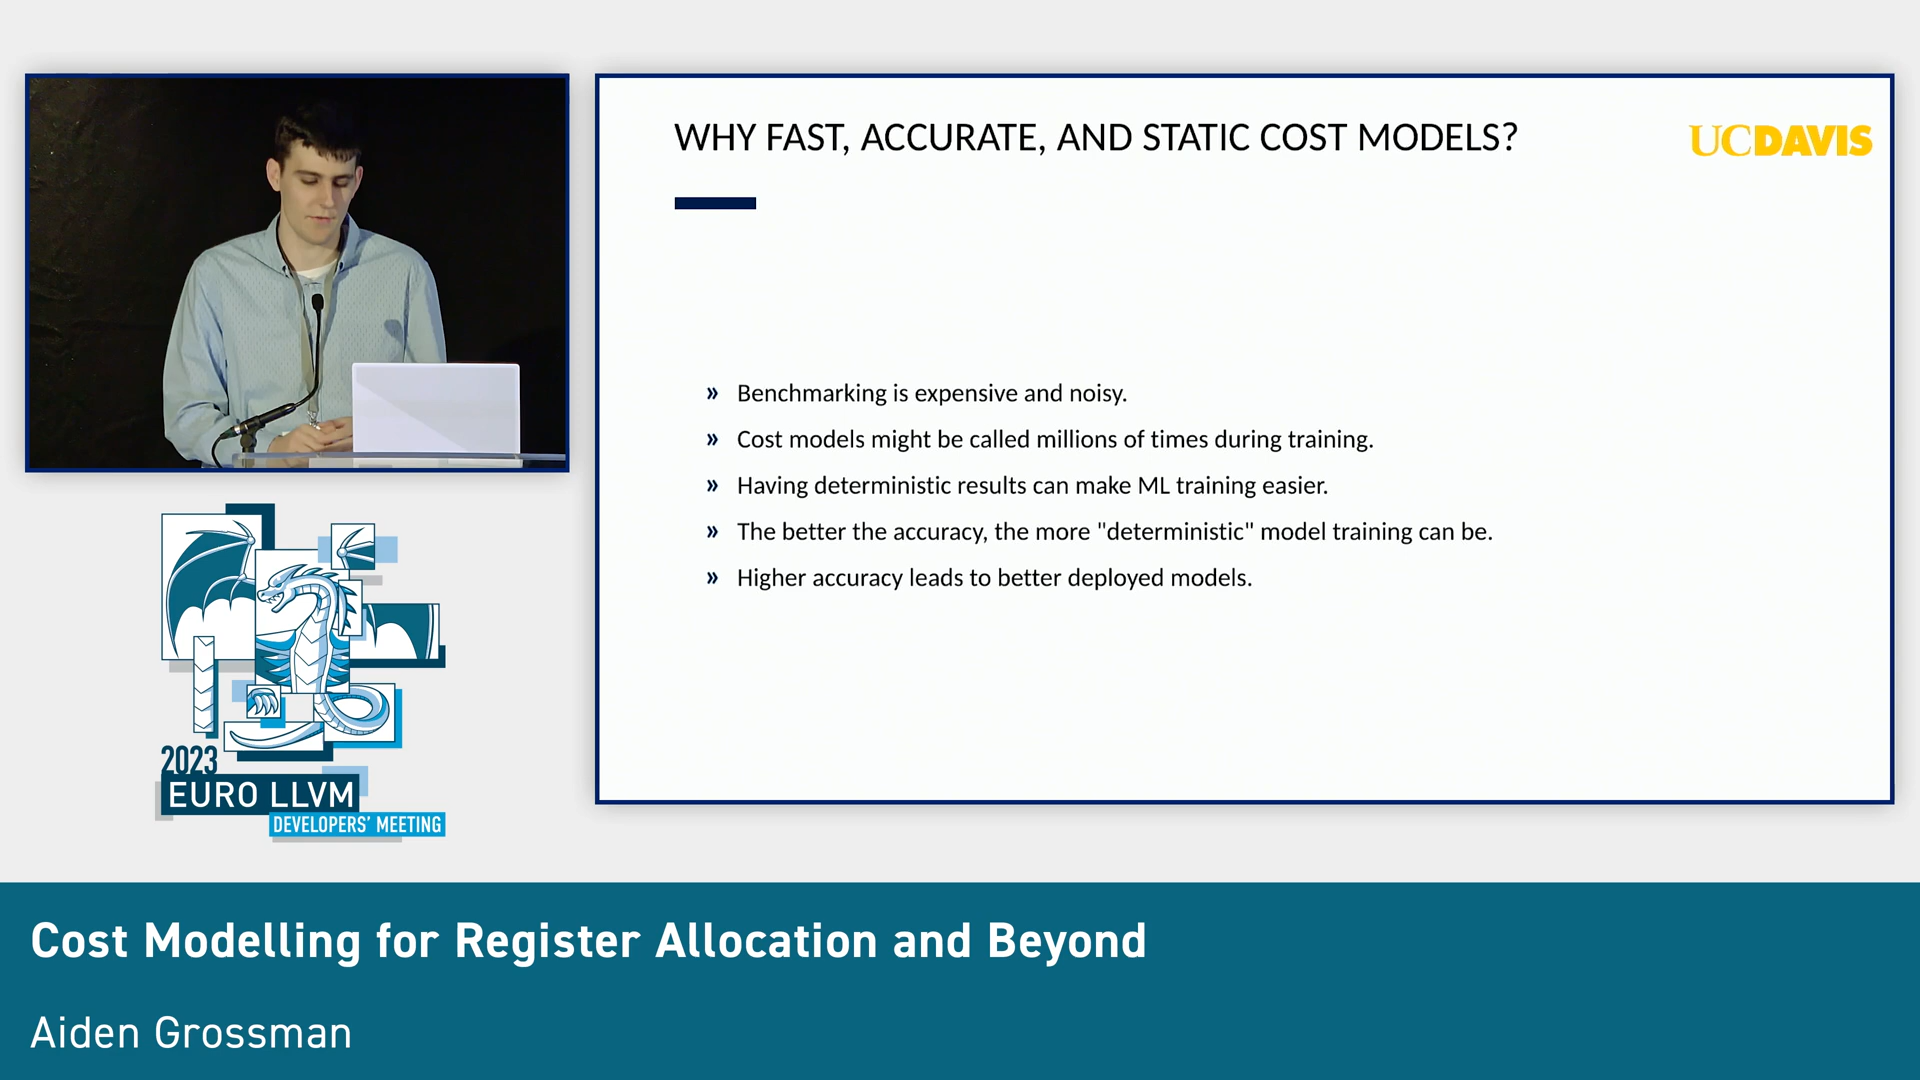 WHY FAST, ACCURATE, AND STATIC COST MODELS?
UCDAVIS
» Benchmarking is expensive and noisy.
» Cost models might be called millions of times during training.
» Having deterministic results can make ML training easier.
» The better the accuracy, the more "deterministic" model training can be.
» Higher accuracy leads to better deployed models.
2023
EURO LLVM
DEVELOPERS' MEETING
Cost Modelling for Register Allocation and Beyond
Aiden Grossman